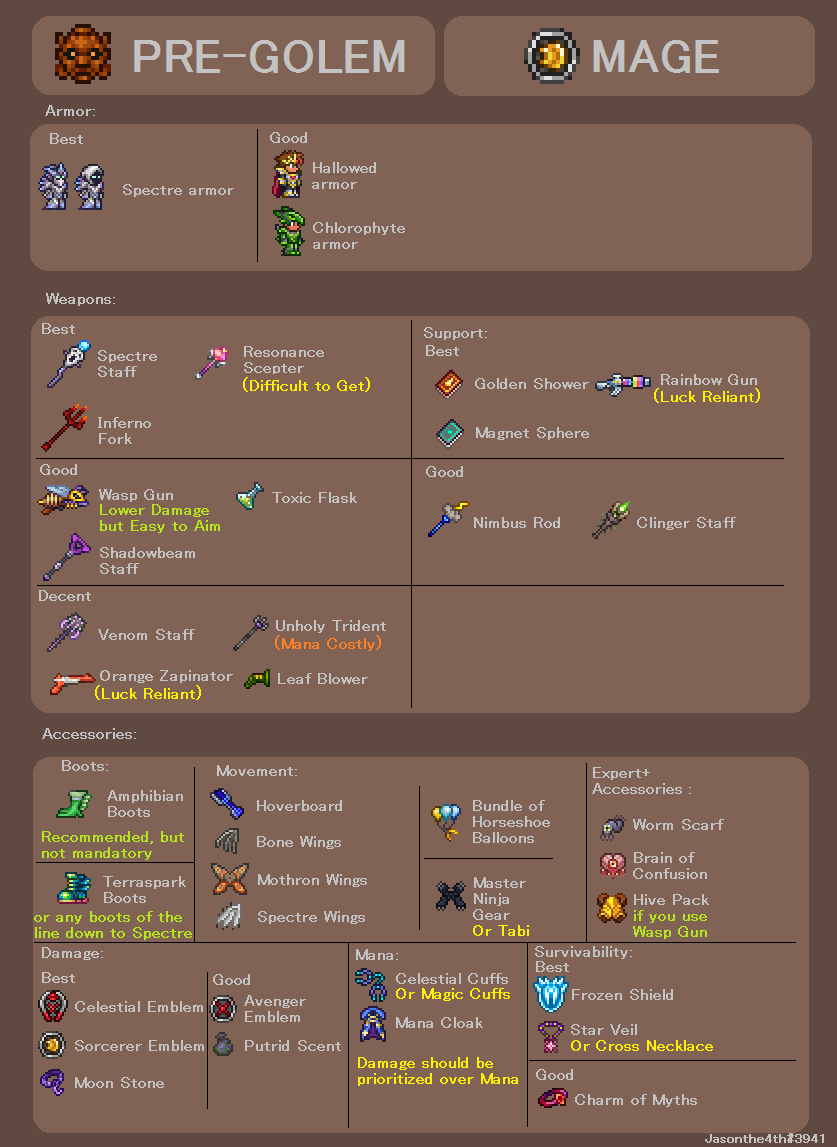 PRE-GOLEM
MAGE
Armor:
Best
Spectre armor
Good
Hallowed
armor
Chlorophyte
armor
Weapons:
Best
Spectre
Staff
Resonance
Scepter
(Difficult to Get)
Inferno
Fork
Support:
Best
Golden Shower
Rainbow Gun
(Luck Reliant)
Magnet Sphere
Good
Wasp Gun
Lower Damage
but Easy to Aim
Toxic Flask
Shadowbeam
Staff
Good
Nimbus Rod
Clinger Staff
Decent
Venom Staff
Unholy Trident
(Mana Costly)
Orange Zapinator
(Luck Reliant)
Leaf Blower
Accessories:
Boots:
Amphibian
Boots
Recommended, but
not mandatory
Terraspark
Boots
or any boots of the
line down to Spectre
Movement:
Hoverboard
Bone Wings
Mothron Wings
Spectre Wings
Bundle of
Horseshoe
Balloons
Master
Ninja
Gear
Or Tabi
Expert+
Accessories :
Worm Scarf
Brain of
Confusion
Hive Pack
if you use
Wasp Gun
Damage:
Best
Celestial Emblem
Sorcerer Emblem
Moon Stone
Good
Avenger
Emblem
Putrid Scent
Mana:
Celestial Cuffs
Or Magic Cuffs
Mana Cloak
Damage should be
prioritized over Mana
Survivability:
Best
Frozen Shield
Star Veil
Or Cross Necklace
Good
Charm of Myths
Jasonthe4th#3941